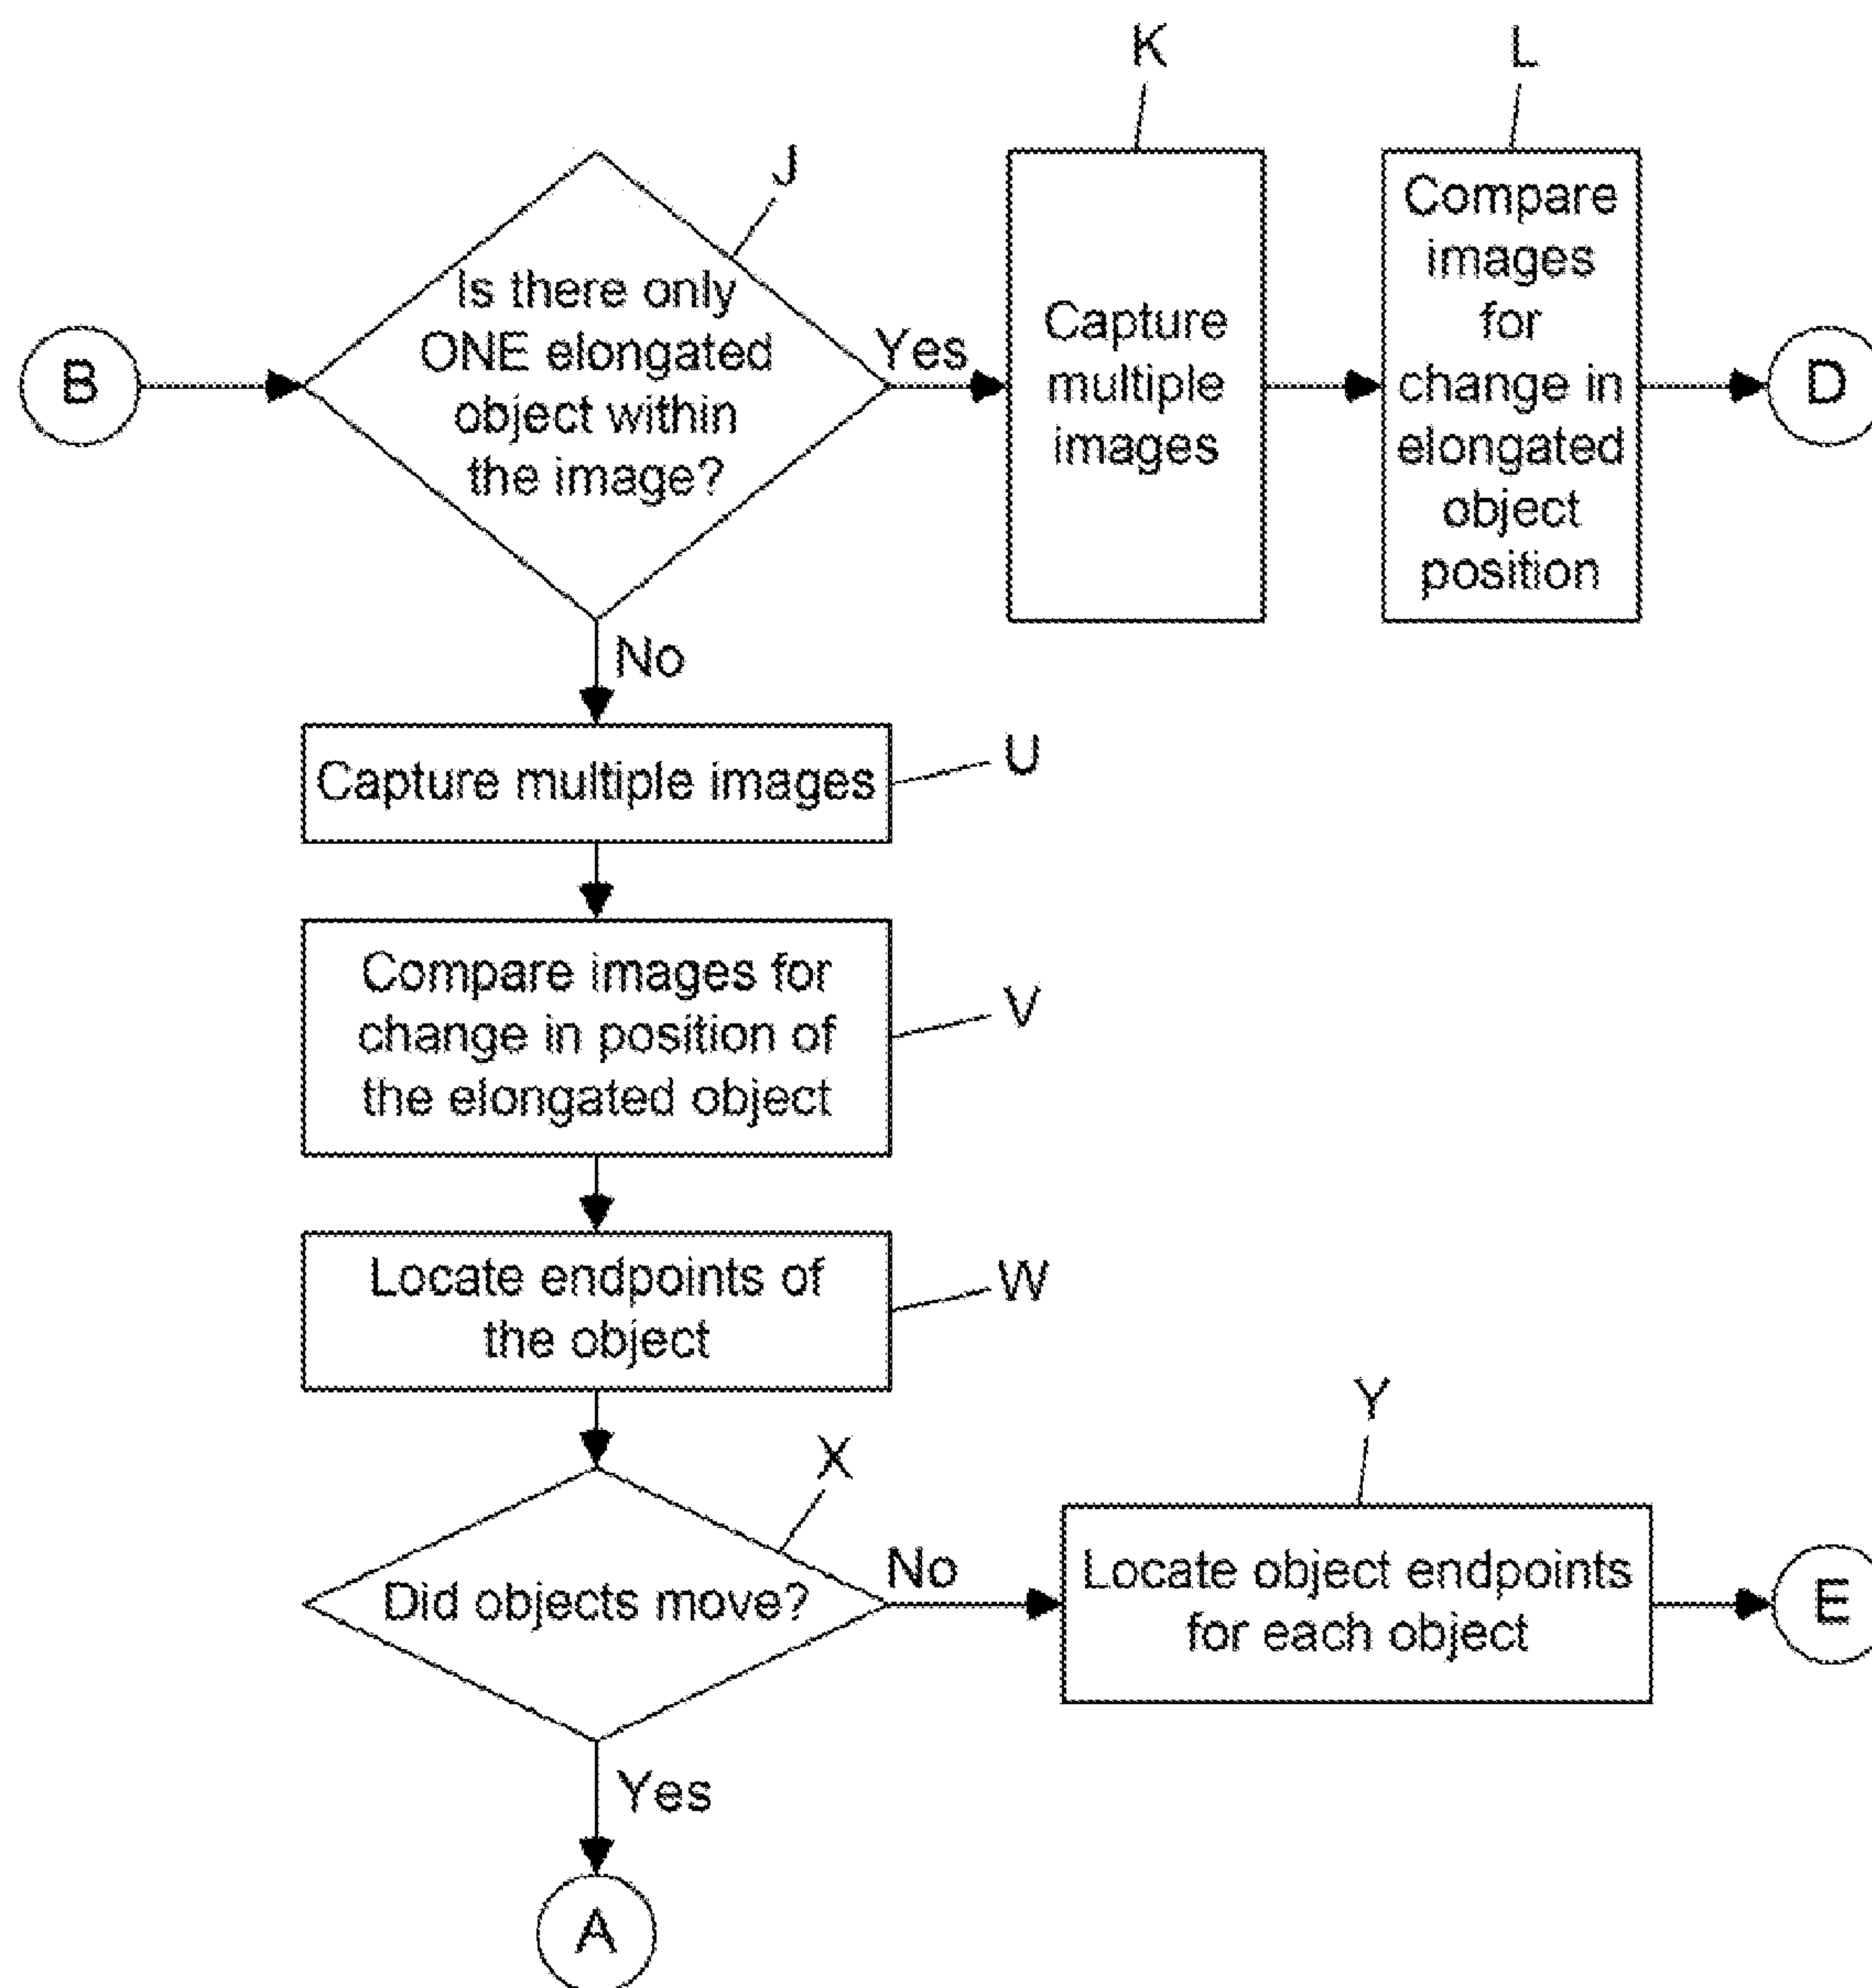 K
L
J
B
Is there only
ONE elongated
object within
the image?
Yes
Capture
multiple
images
Compare
images
for
change in
elongated
object
position
D
No
Capture multiple images
U
Compare images for
change in position of
the elongated object
V
Locate endpoints of
the object
W
X
Y
Did objects move?
No
Locate object endpoints
for each object
E
Yes
A